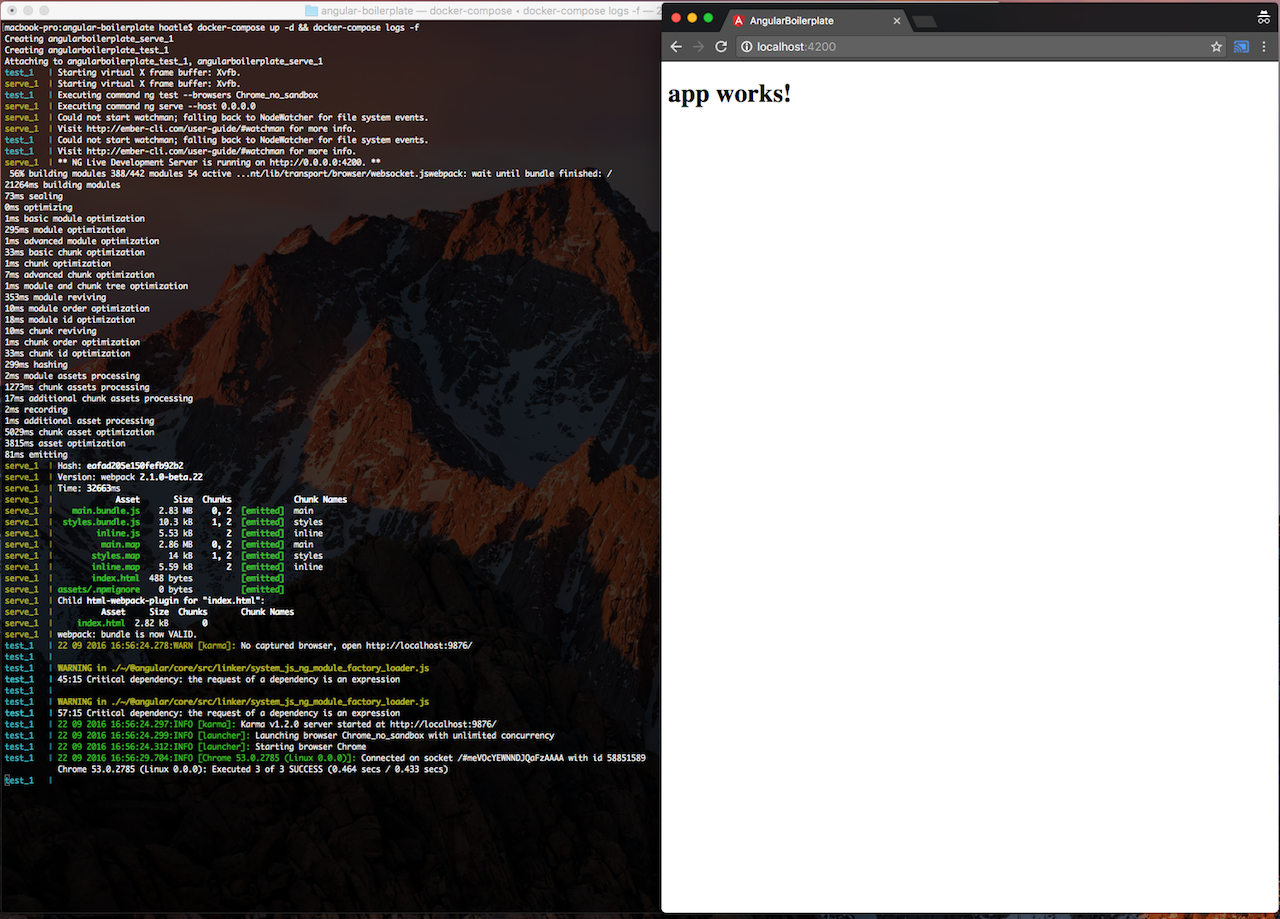 angular-boilerplate — docker-compose • docker-compose logs -f — 2
macbook-pro:angular-boilerplate hootle$ docker-compose up -d && docker-compose logs -f
Creating angularboilerplate_serve_1
Creating angularboilerplate_test_1
Attaching to angularboilerplate_test_1, angularboilerplate_serve_1
test_1 | Starting virtual X frame buffer: Xvfb.
serve_1 | Starting virtual X frame buffer: Xvfb.
test_1 | Executing command ng test --browsers Chrome_no_sandbox
serve_1 | Executing command ng serve --host 0.0.0.0
serve_1 | Could not start watchman; falling back to NodeWatcher for file system events.
serve_1 | Visit http://ember-cli.com/user-guide/#watchman for more info.
test_1 | Could not start watchman; falling back to NodeWatcher for file system events.
test_1 | Visit http://ember-cli.com/user-guide/#watchman for more info.
serve_1 | ** NG Live Development Server is running on http://0.0.0.0:4200. **
56% building modules 388/442 modules 54 active ...nt/lib/transport/browser/websocket.jswebpack: wait until bundle finished: /
21264ms building modules
73ms sealing
0ms optimizing
1ms basic module optimization
295ms module optimization
1ms advanced module optimization
33ms basic chunk optimization
1ms chunk optimization
7ms advanced chunk optimization
1ms module and chunk tree optimization
353ms module reviving
10ms module order optimization
18ms module id optimization
10ms chunk reviving
1ms chunk order optimization
33ms chunk id optimization
299ms hashing
2ms module assets processing
1273ms chunk assets processing
17ms additional chunk assets processing
2ms recording
1ms additional asset processing
5029ms chunk asset optimization
3815ms asset optimization
81ms emitting
serve_1 | Hash: eafad205e150fefb92b2
serve_1 | Version: webpack 2.1.0-beta.22
serve_1 | Time: 32663ms
serve_1 | Asset Size Chunks Chunk Names
serve_1 | main.bundle.js 2.83 MB 0, 2 [emitted] main
serve_1 | styles.bundle.js 10.3 kB 1, 2 [emitted] styles
serve_1 | inline.js 5.53 kB 2 [emitted] inline
serve_1 | main.map 2.86 MB 0, 2 [emitted] main
serve_1 | styles.map 14 kB 1, 2 [emitted] styles
serve_1 | inline.map 5.59 kB 2 [emitted] inline
serve_1 | index.html 488 bytes [emitted]
serve_1 | assets/.npmignore 0 bytes [emitted]
serve_1 | Child html-webpack-plugin for "index.html":
serve_1 | Asset Size Chunks Chunk Names
serve_1 | index.html 2.82 kB 0
serve_1 | webpack: bundle is now VALID.
test_1 | 22 09 2016 16:56:24.278:WARN [karma]: No captured browser, open http://localhost:9876/
test_1 |
test_1 | WARNING in ./~/@angular/core/src/linker/system_js_ng_module_factory_loader.js
test_1 | 45:15 Critical dependency: the request of a dependency is an expression
test_1 |
test_1 | WARNING in ./~/@angular/core/src/linker/system_js_ng_module_factory_loader.js
test_1 | 57:15 Critical dependency: the request of a dependency is an expression
test_1 | 22 09 2016 16:56:24.297:INFO [karma]: Karma v1.2.0 server started at http://localhost:9876/
test_1 | 22 09 2016 16:56:24.299:INFO [launcher]: Launching browser Chrome_no_sandbox with unlimited concurrency
test_1 | 22 09 2016 16:56:24.312:INFO [launcher]: Starting browser Chrome
test_1 | 22 09 2016 16:56:29.704:INFO [Chrome 53.0.2785 (Linux 0.0.0)]: Connected on socket /#meVOcYEWNNDJQaFzAAAA with id 58851589
Chrome 53.0.2785 (Linux 0.0.0): Executed 3 of 3 SUCCESS (0.464 secs / 0.433 secs)
test_1 |
AngularBoilerplate
localhost:4200
app works!